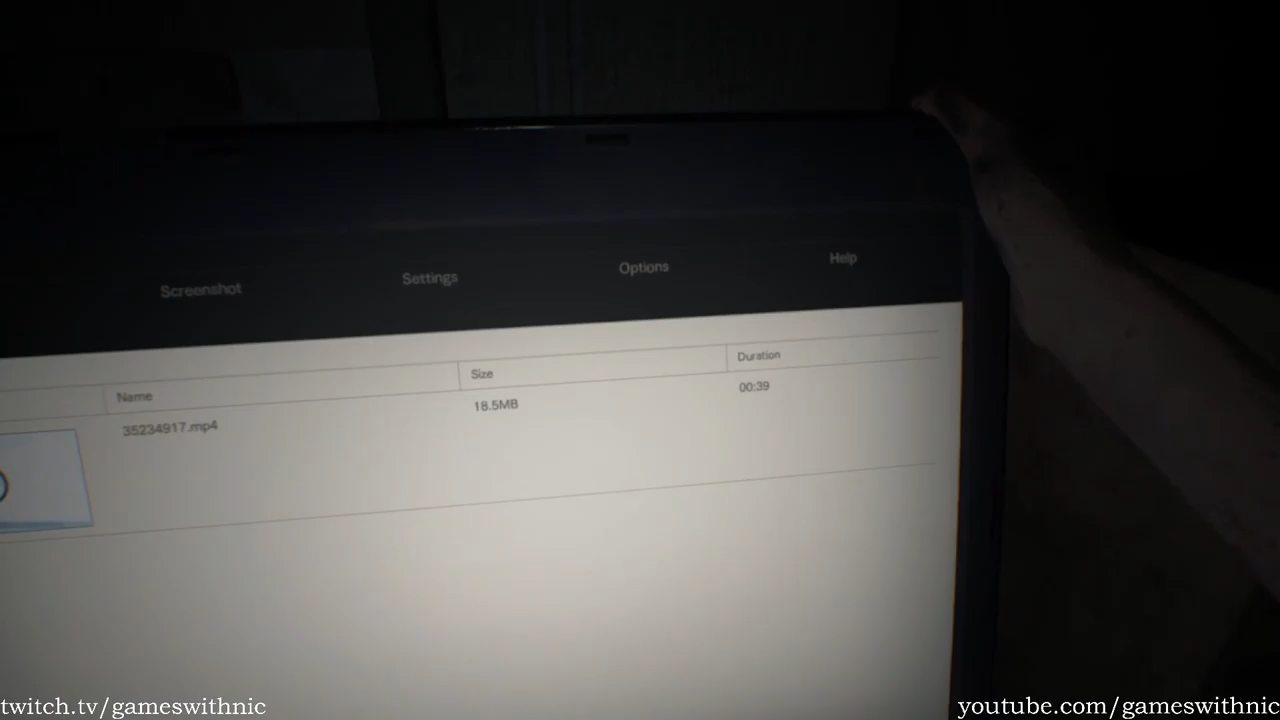 Screenshot Settings Options Help
Name Size Duration
35234917.mp4 18.5MB 00:39
twitch.tv/gameswithnic youtube.com/gameswithnic